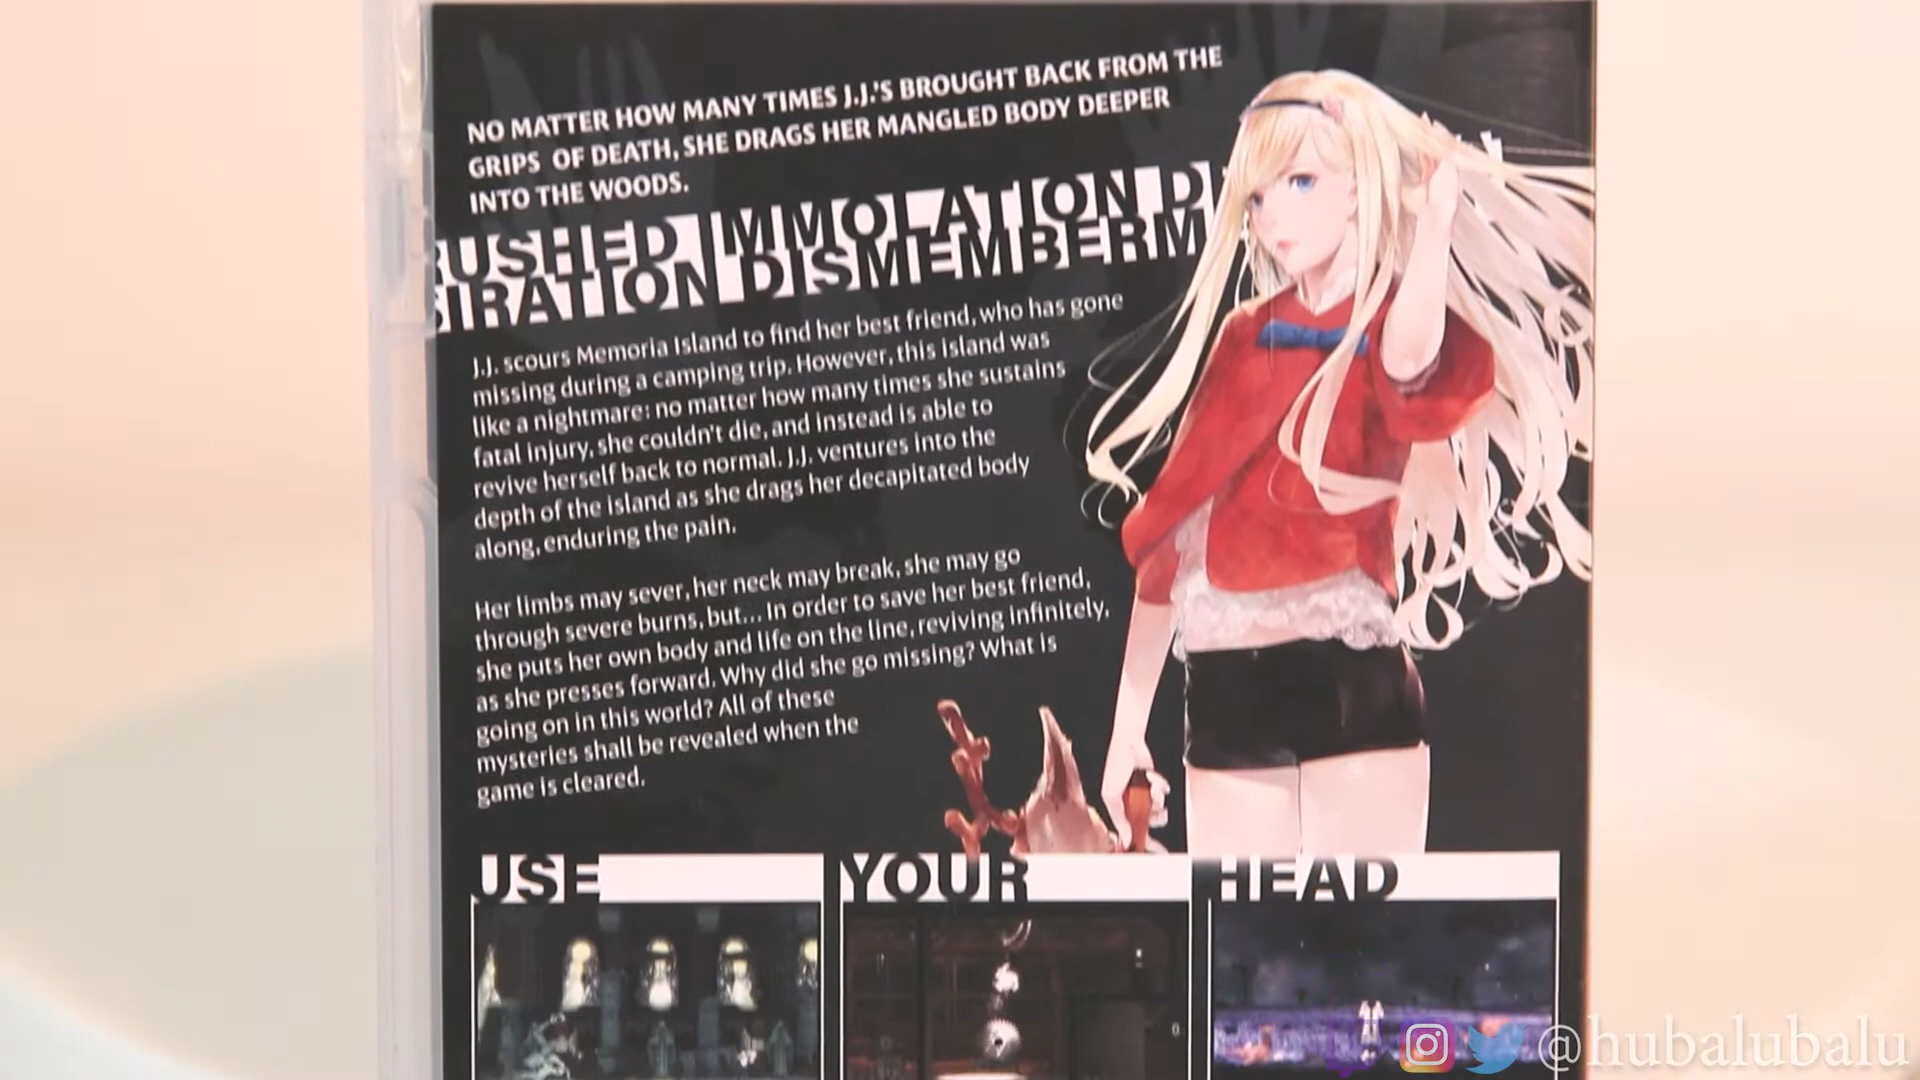 NO MATTER HOW MANY TIMES J.J.'S BROUGHT BACK FROM THE
GRIPS OF DEATH, SHE DRAGS HER MANGLED BODY DEEPER
INTO THE WOODS.
RUSHED IMMOLATION D
IRATION DISMEMBERM
J.J. scours Memoria Island to find her best friend, who has gone
missing during a camping trip. However, this island was
like a nightmare: no matter how many times she sustains
fatal injury, she couldn't die, and instead is able to
revive herself back to normal. J.J. ventures into the
depth of the island as she drags her decapitated body
along, enduring the pain.
Her limbs may sever, her neck may break, she may go
through severe burns, but... In order to save her best friend,
she puts her own body and life on the line, reviving infinitely,
as she presses forward. Why did she go missing? What is
going on in this world? All of these
mysteries shall be revealed when the
game is cleared.
USE YOUR HEAD
@hubalubalu